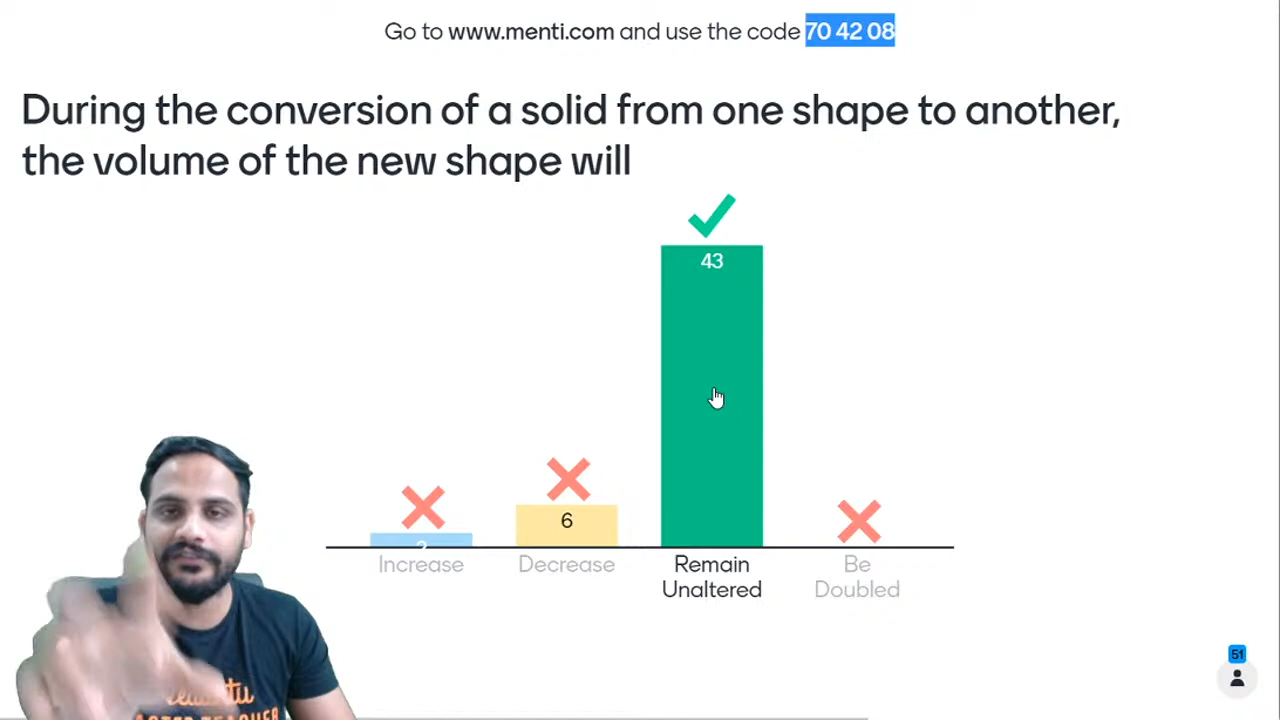 Go to www.menti.com and use the code 70 42 08
During the conversion of a solid from one shape to another,
the volume of the new shape will
43
6
2
Increase
Decrease
Remain
Unaltered
Be
Doubled
51